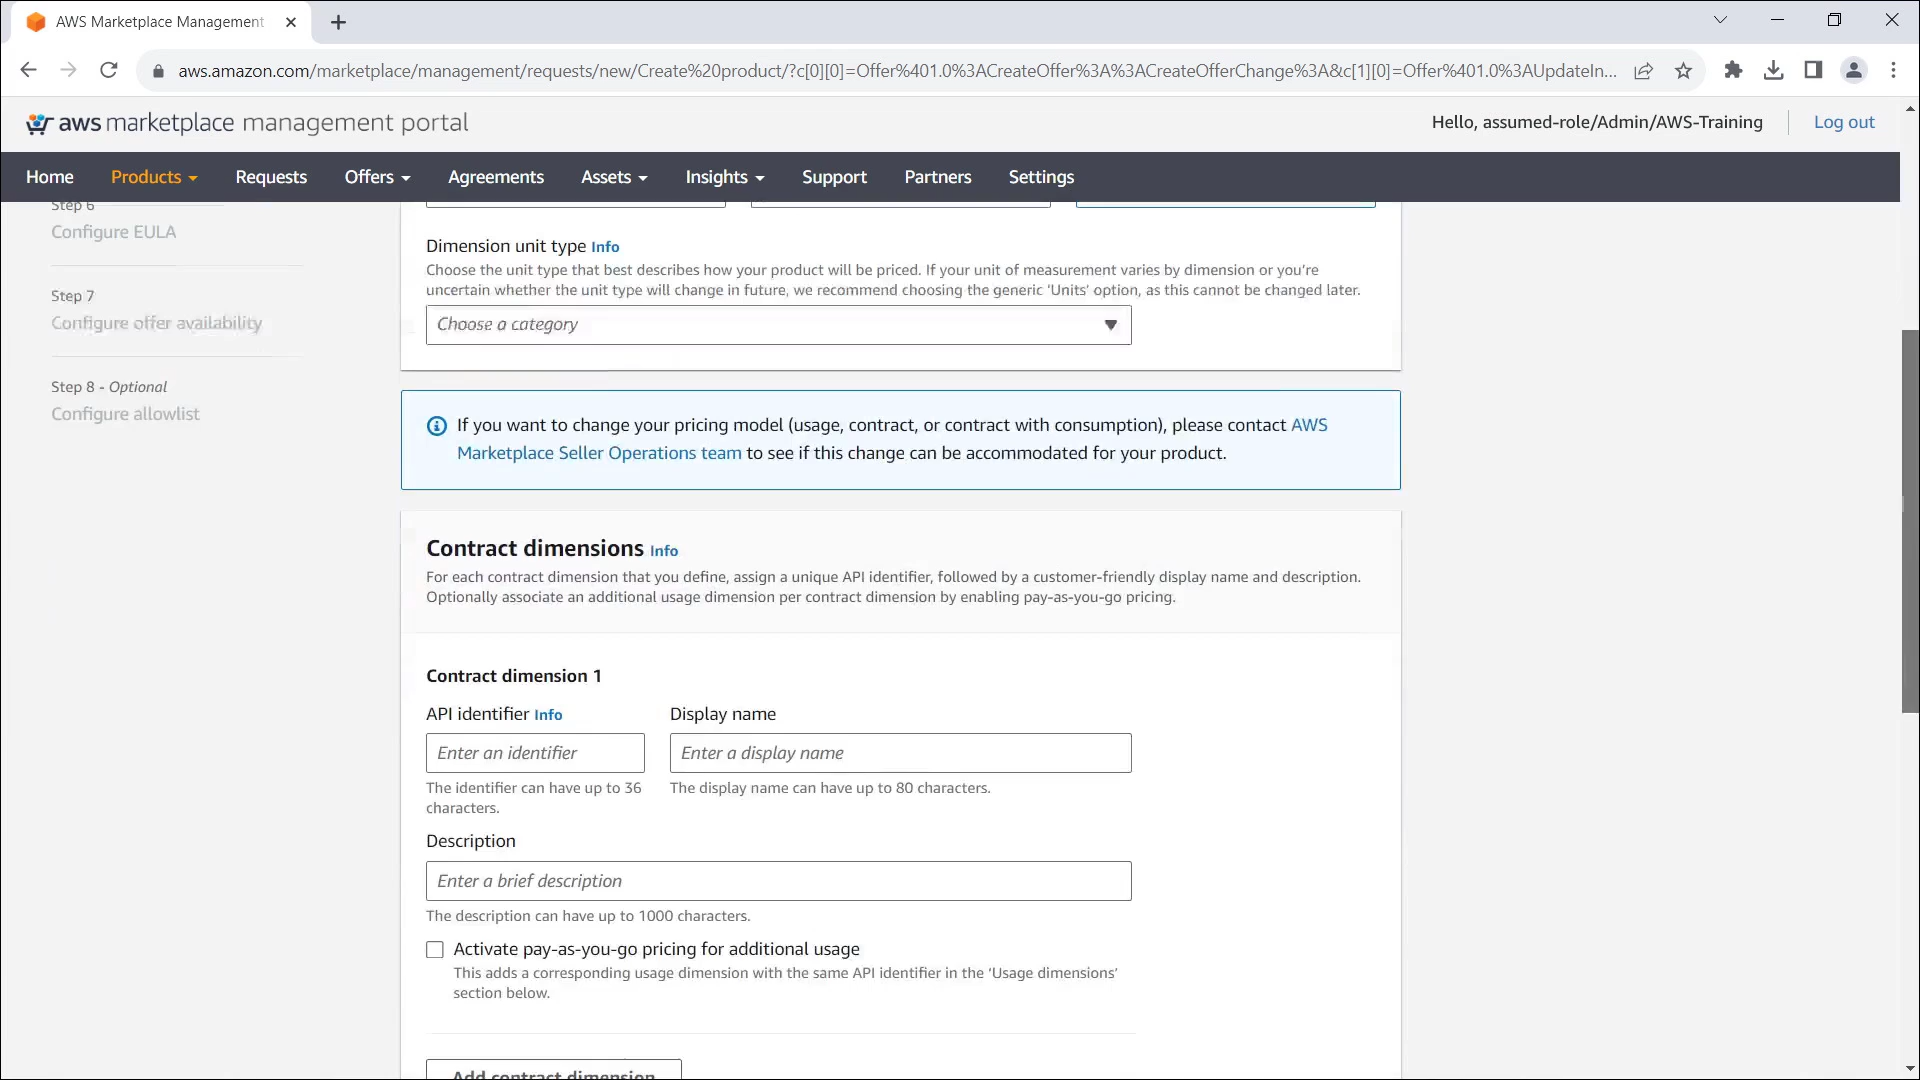 AWS Marketplace Management
aws.amazon.com/marketplace/management/requests/new/Create%20product/?c[0][0]=Offer%401.0%3ACreateOffer%3A%3ACreateOfferChange%3A&c[1][0]=Offer%401.0%3AUpdateIn...
aws marketplace management portal
Hello, assumed-role/Admin/AWS-Training
Log out
Home
Products
Requests
Offers
Agreements
Assets
Insights
Support
Partners
Settings
Step 6
Configure EULA
Step 7
Configure offer availability
Step 8 - Optional
Configure allowlist
Dimension unit type Info
Choose the unit type that best describes how your product will be priced. If your unit of measurement varies by dimension or you’re
uncertain whether the unit type will change in future, we recommend choosing the generic ‘Units’ option, as this cannot be changed later.
Choose a category
If you want to change your pricing model (usage, contract, or contract with consumption), please contact AWS
Marketplace Seller Operations team to see if this change can be accommodated for your product.
Contract dimensions Info
For each contract dimension that you define, assign a unique API identifier, followed by a customer-friendly display name and description.
Optionally associate an additional usage dimension per contract dimension by enabling pay-as-you-go pricing.
Contract dimension 1
API identifier Info
Display name
Enter an identifier
Enter a display name
The identifier can have up to 36
characters.
The display name can have up to 80 characters.
Description
Enter a brief description
The description can have up to 1000 characters.
Activate pay-as-you-go pricing for additional usage
This adds a corresponding usage dimension with the same API identifier in the ‘Usage dimensions’
section below.
Add contract dimension